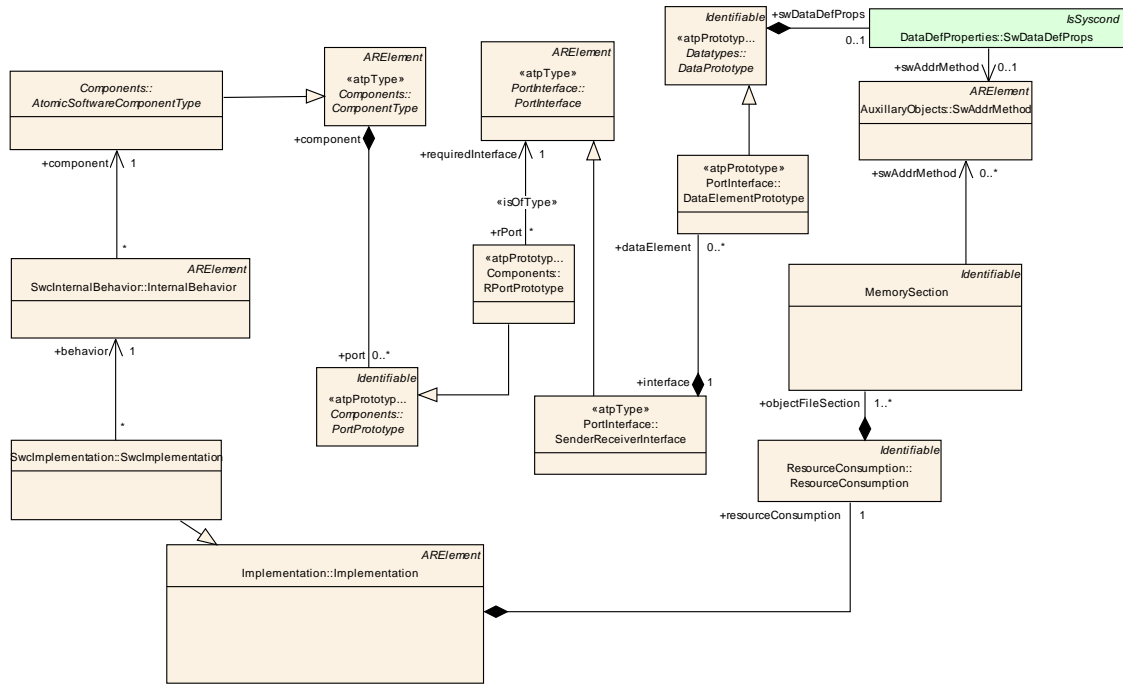 Identifiable
«atpPrototyp...
Datatypes::
DataPrototype
+swDataDefProps
0..1
IsSyscond
DataDefProperties::SwDataDefProps
+swAddrMethod
0..1
ARElement
AuxillaryObjects::SwAddrMethod
+swAddrMethod
0..*
Components::
AtomicSoftwareComponentType
+component
1
*
ARElement
«atpType»
Components::
ComponentType
+component
ARElement
«atpType»
PortInterface::
PortInterface
+requiredInterface
1
«isOfType»
+rPort
*
«atpPrototyp...
Components::
RPortPrototype
«atpPrototype»
PortInterface::
DataElementPrototype
+dataElement
0..*
ARElement
SwcInternalBehavior::InternalBehavior
+behavior
1
*
Identifiable
MemorySection
+port
0..*
Identifiable
«atpPrototyp...
Components::
PortPrototype
+interface
1
«atpType»
PortInterface::
SenderReceiverInterface
+objectFileSection
1..*
Identifiable
ResourceConsumption::
ResourceConsumption
+resourceConsumption
1
SwcImplementation::SwcImplementation
ARElement
Implementation::Implementation